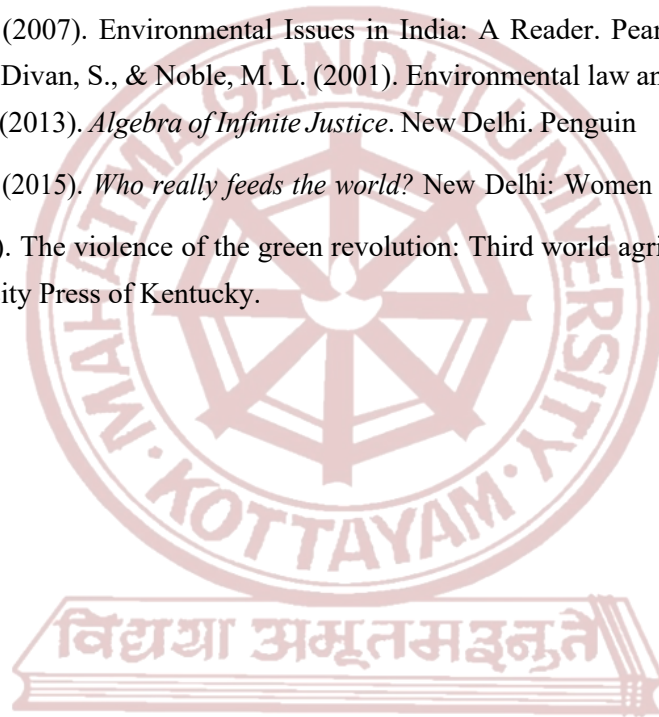 (2007). Environmental Issues in India: A Reader. Pear
Divan, S., & Noble, M. L. (2001). Environmental law an
(2013). Algebra of Infinite Justice. New Delhi. Penguin
(2015). Who really feeds the world? New Delhi: Women
). The violence of the green revolution: Third world agri
ity Press of Kentucky.
MAHATMA GANDHI UNIVERSITY
KOTTAYAM
विद्यया अमृतमश्नुते